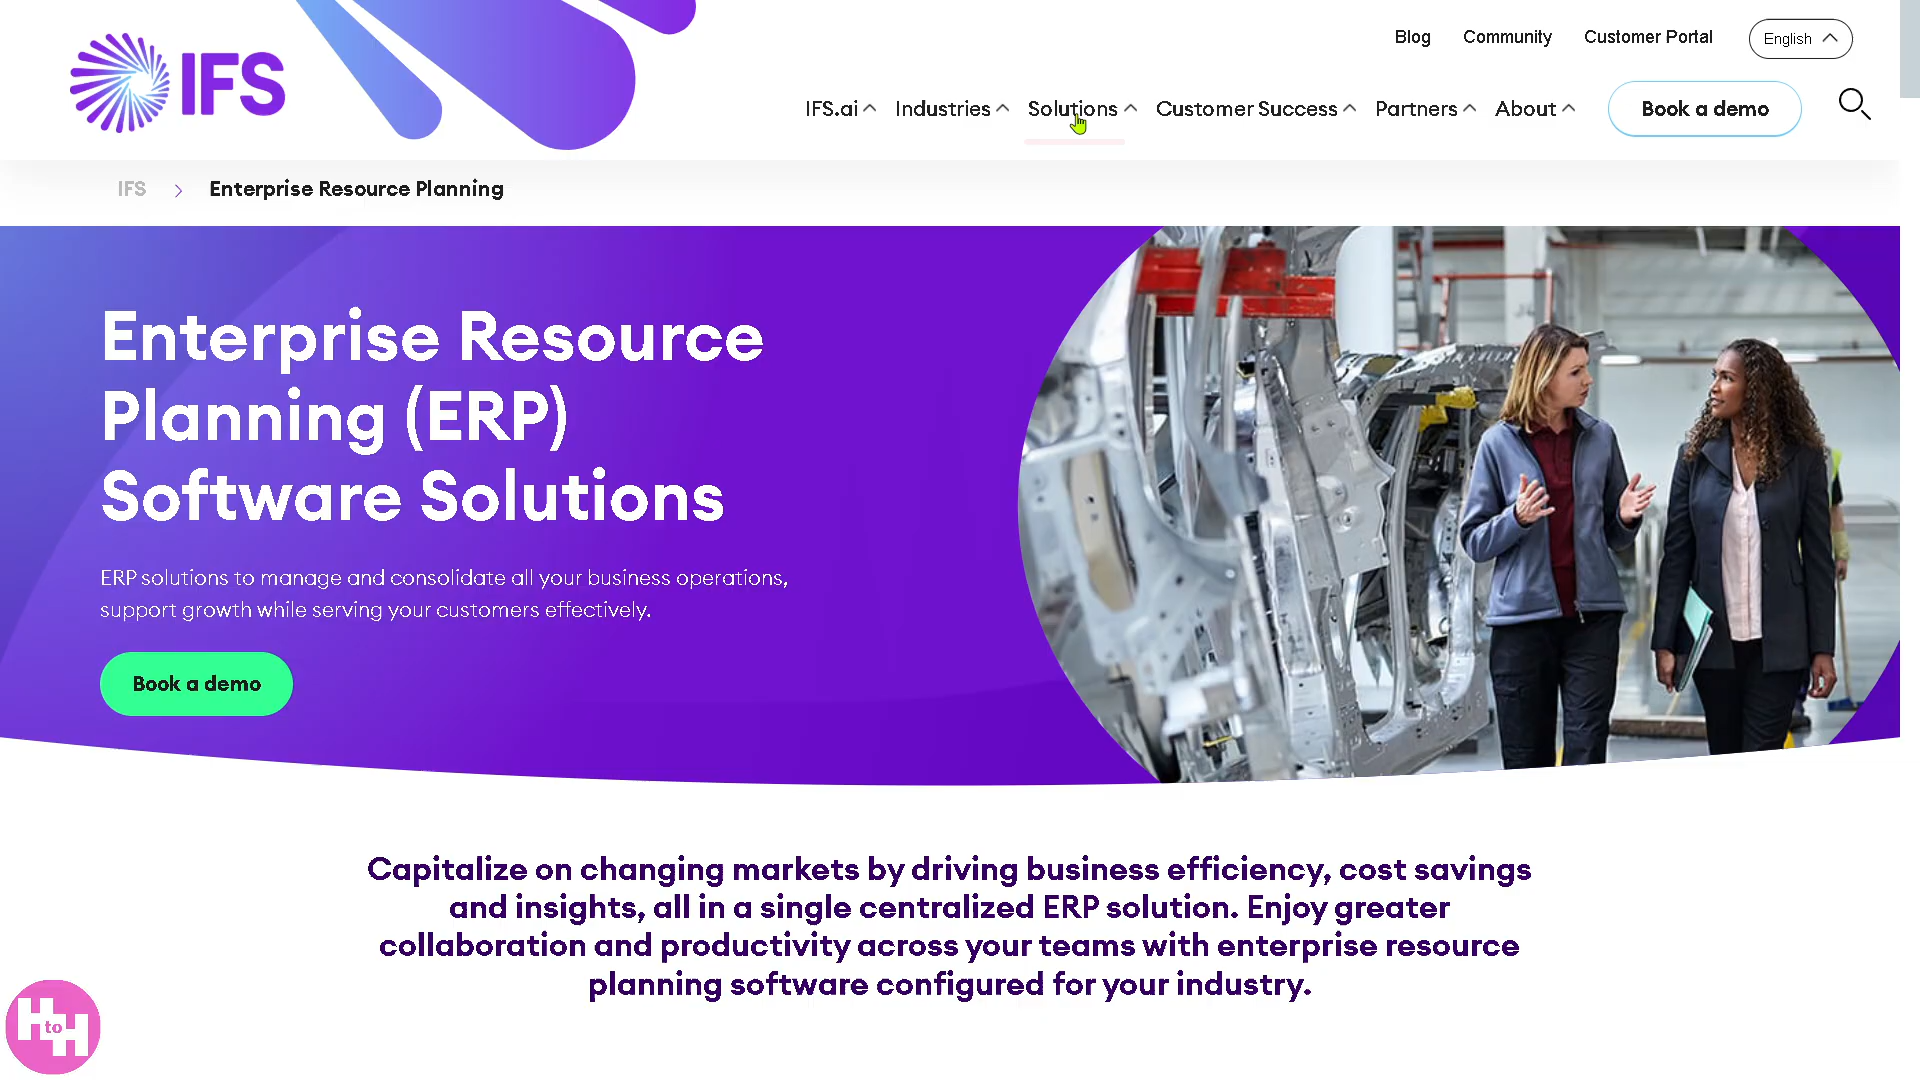 IFS
Blog
Community
Customer Portal
English
IFS.ai
Industries
Solutions
Customer Success
Partners
About
Book a demo
IFS
Enterprise Resource Planning
Enterprise Resource
Planning (ERP)
Software Solutions
ERP solutions to manage and consolidate all your business operations,
support growth while serving your customers effectively.
Book a demo
Capitalize on changing markets by driving business efficiency, cost savings
and insights, all in a single centralized ERP solution. Enjoy greater
collaboration and productivity across your teams with enterprise resource
planning software configured for your industry.
H to H